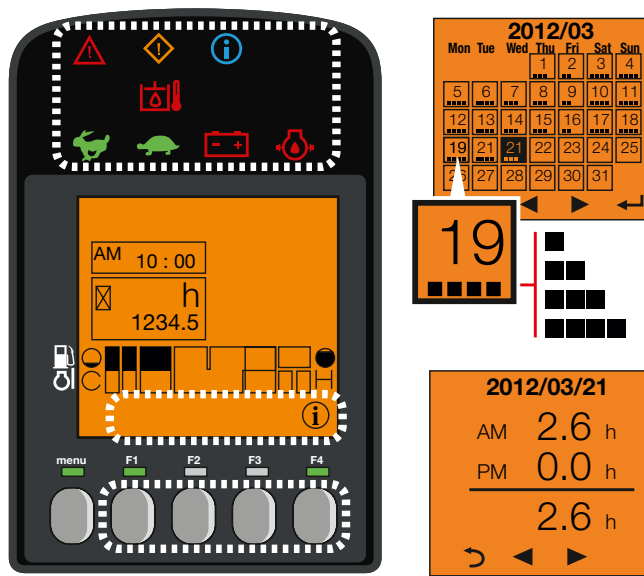 AM 10 : 00
h
1234.5
C H
i
menu F1 F2 F3 F4
2012/03
Mon Tue Wed Thu Fri Sat Sun
1 2 3 4
5 6 7 8 9 10 11
12 13 14 15 16 17 18
19 21 21 22 23 24 25
26 27 28 29 30 31
19
2012/03/21
AM 2.6 h
PM 0.0 h
2.6 h